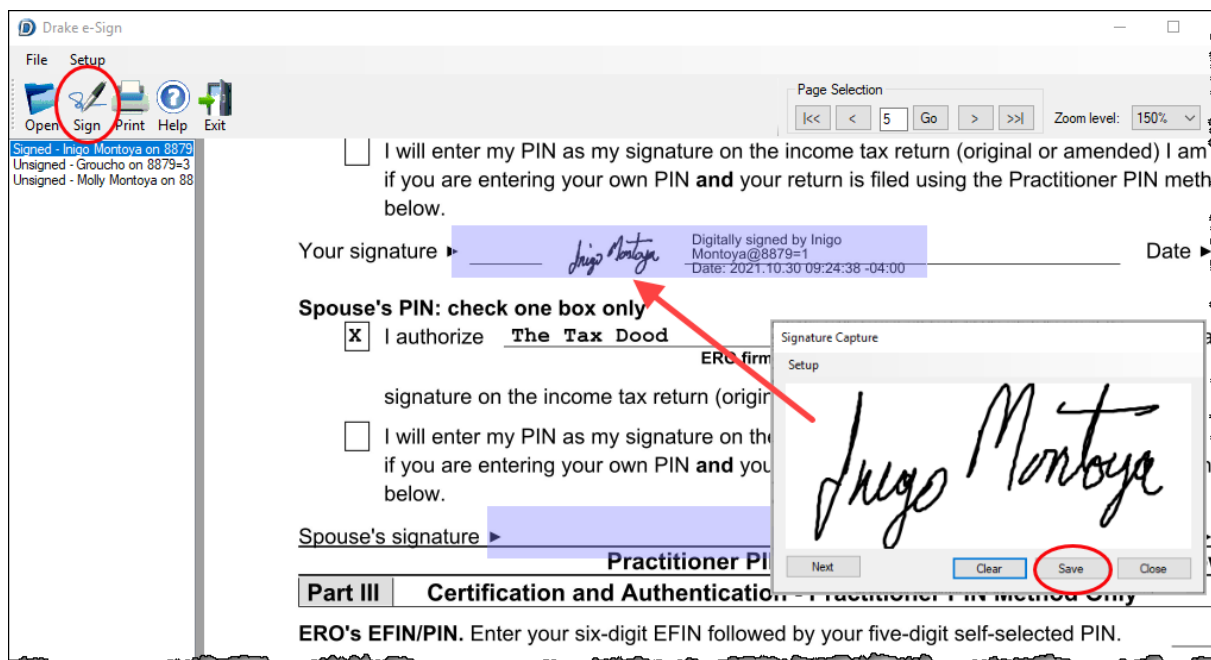 Drake e-Sign
File Setup
Open Sign Print Help Exit
Page Selection
|<< < 5 Go > >>| Zoom level: 150%
Signed - Inigo Montoya on 8879
Unsigned - Groucho on 8879=3
Unsigned - Molly Montoya on 88
I will enter my PIN as my signature on the income tax return (original or amended) I am
if you are entering your own PIN and your return is filed using the Practitioner PIN meth
below.
Your signature ► Inigo Montoya
Digitally signed by Inigo
Montoya@8879=1
Date: 2021.10.30 09:24:38 -04:00
Date ►
Spouse's PIN: check one box only
X I authorize The Tax Dood
ERO firm
signature on the income tax return (origin
I will enter my PIN as my signature on the
if you are entering your own PIN and you
below.
Spouse's signature ►
Practitioner PI
Part III Certification and Authentication - Practitioner PIN Method Only
ERO's EFIN/PIN. Enter your six-digit EFIN followed by your five-digit self-selected PIN.
Signature Capture
Setup
Inigo Montoya
Next Clear Save Close